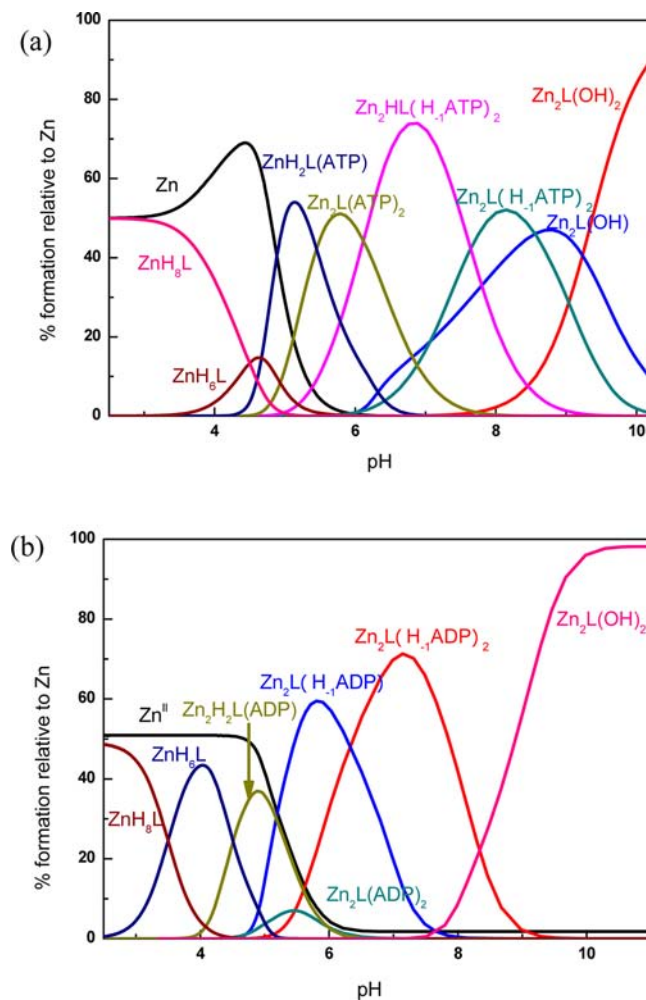 (a)
100
80
60
40
20
0
% formation relative to Zn
Zn
ZnH₈L
ZnH₆L
ZnH₂L(ATP)
Zn₂L(ATP)₂
Zn₂HL(H₋₁ATP)₂
Zn₂L(H₋₁ATP)₂
Zn₂L(OH)
Zn₂L(OH)₂
4 6 8 10
pH
(b)
100
80
60
40
20
0
% formation relative to Zn
Znᴵᴵ
ZnH₈L
ZnH₆L
Zn₂H₂L(ADP)
Zn₂L(ADP)₂
Zn₂L(H₋₁ADP)
Zn₂L(H₋₁ADP)₂
Zn₂L(OH)₂
4 6 8 10
pH